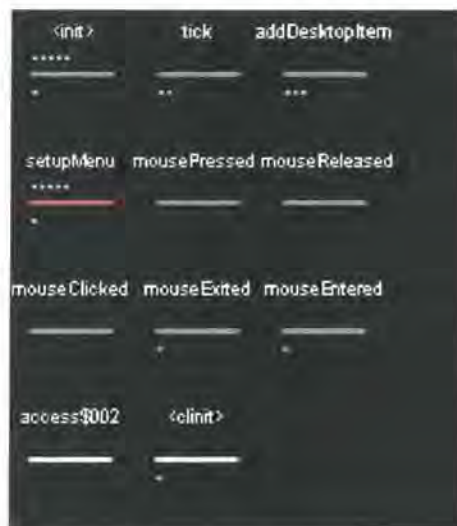 <init> tick addDesktopItem
setupMenu mousePressed mouseReleased
mouseClicked mouseExited mouseEntered
access$002 <clinit>